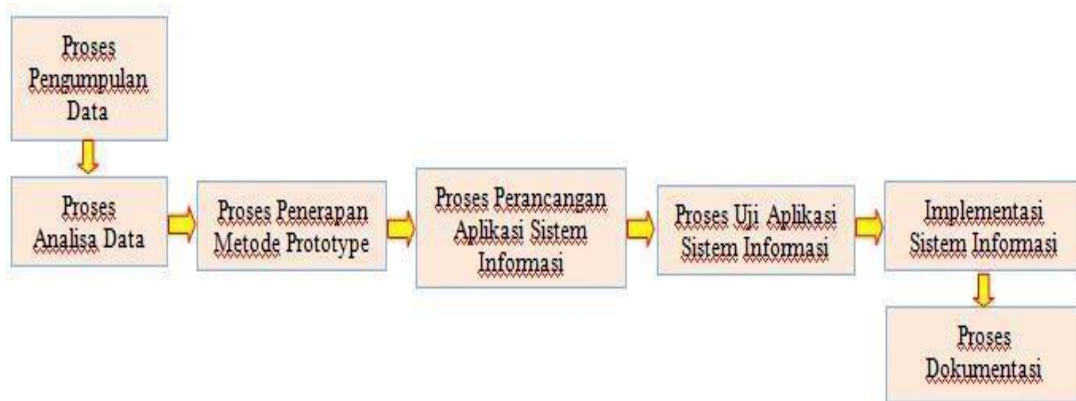 Proses
Pengumpulan
Data
Proses
Analisa Data
Proses Penerapan
Metode Prototype
Proses Perancangan
Aplikasi Sistem
Informasi
Proses Uji Aplikasi
Sistem Informasi
Implementasi
Sistem Informasi
Proses
Dokumentasi